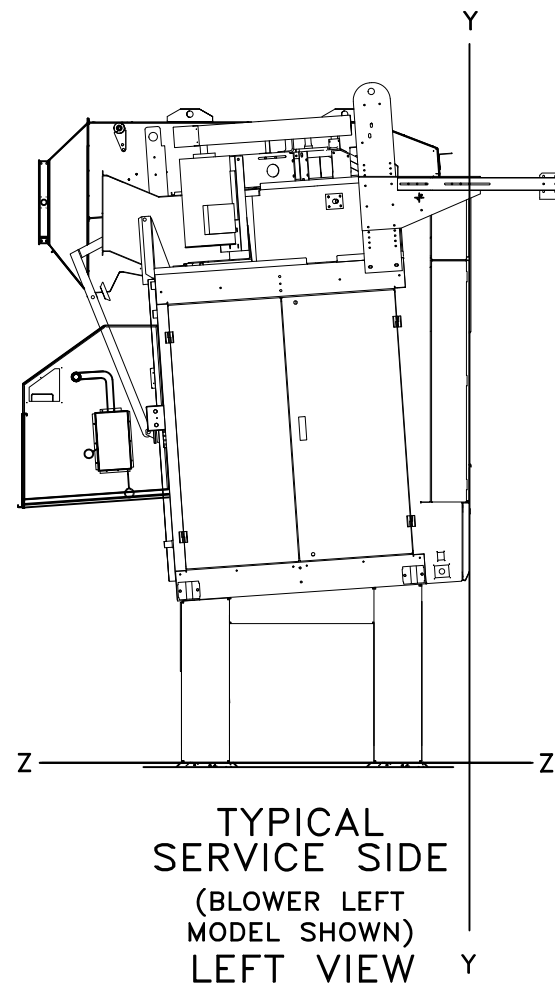 Y
Z Z
TYPICAL
SERVICE SIDE
(BLOWER LEFT
MODEL SHOWN)
LEFT VIEW Y